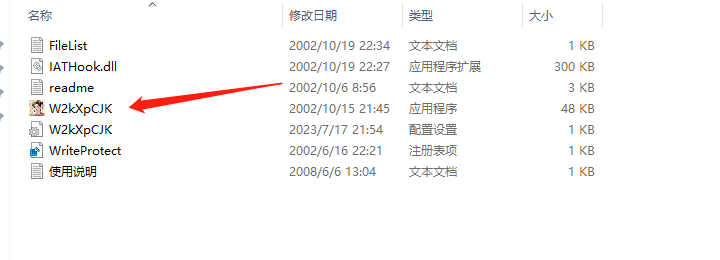 名称 修改日期 类型 大小
FileList 2002/10/19 22:34 文本文档 1 KB
IATHook.dll 2002/10/19 22:27 应用程序扩展 300 KB
readme 2002/10/6 8:56 文本文档 3 KB
W2kXpCJK 2002/10/15 21:45 应用程序 48 KB
W2kXpCJK 2023/7/17 21:54 配置设置 1 KB
WriteProtect 2002/6/16 22:21 注册表项 1 KB
使用说明 2008/6/6 13:04 文本文档 1 KB